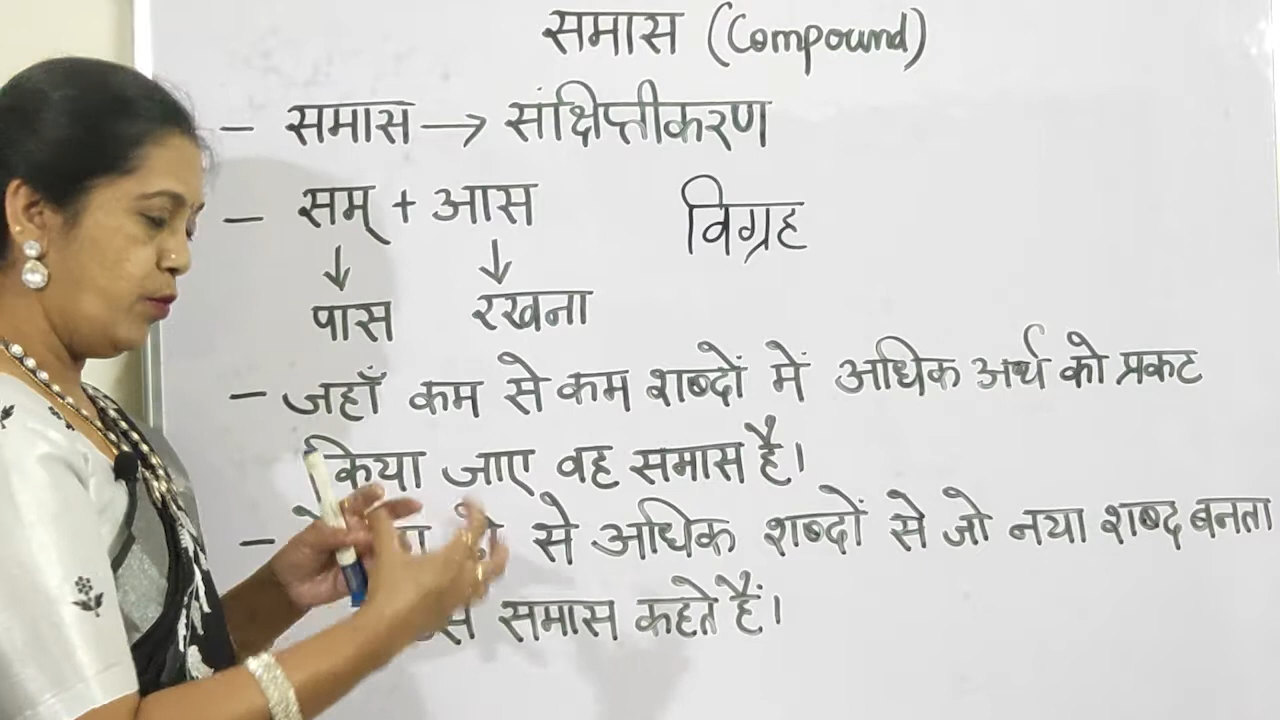 समास (Compound)
- समास → संक्षिप्तीकरण
- सम् + आस
विग्रह
↓ ↓
पास रखना
- जहाँ कम से कम शब्दों में अधिक अर्थ को प्रकट
किया जाए वह समास है।
- से अधिक शब्दों से जो नया शब्द बनता
समास कहते हैं।